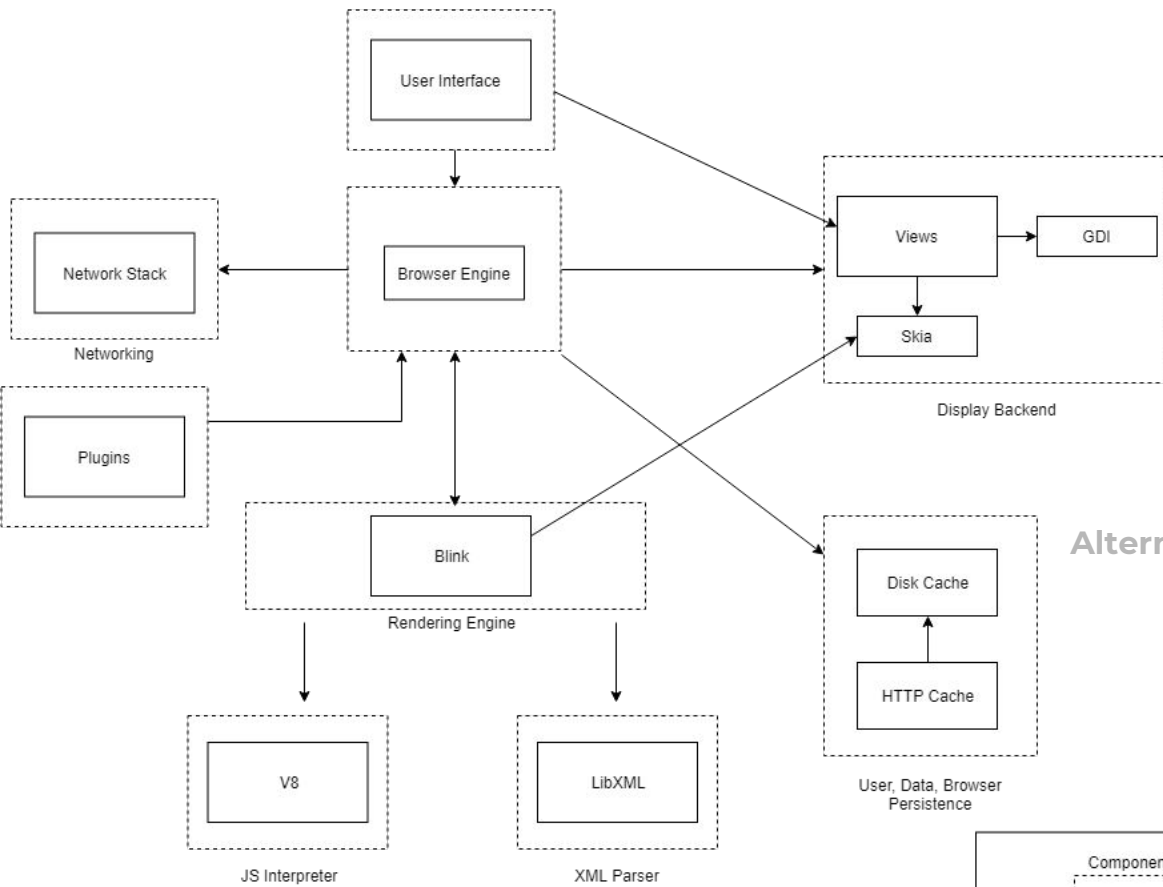 User Interface
Views
GDI
Network Stack
Browser Engine
Skia
Networking
Display Backend
Plugins
Blink
Disk Cache
Rendering Engine
HTTP Cache
V8
LibXML
User, Data, Browser
Persistence
JS Interpreter
XML Parser